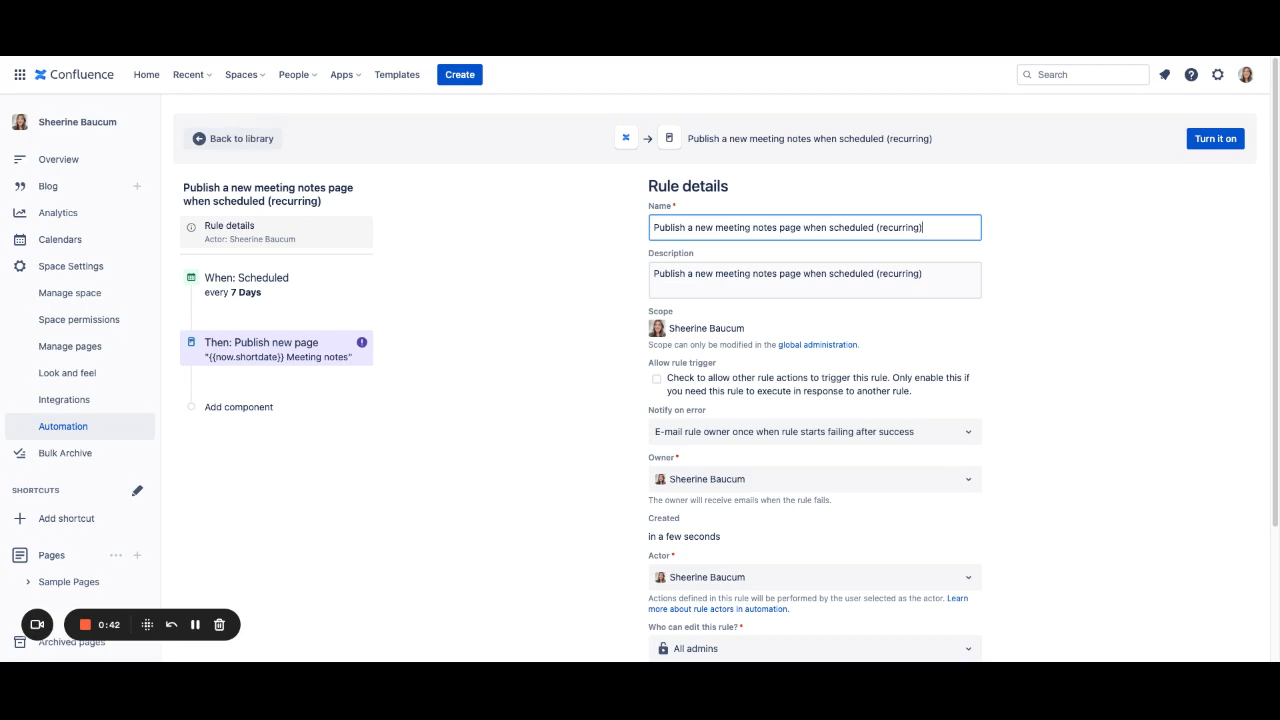 Confluence
Home
Recent
Spaces
People
Apps
Templates
Create
Search
Sheerine Baucum
Overview
Blog
Analytics
Calendars
Space Settings
Manage space
Space permissions
Manage pages
Look and feel
Integrations
Automation
Bulk Archive
SHORTCUTS
Add shortcut
Pages
Sample Pages
Archived pages
0:42
Back to library
Publish a new meeting notes when scheduled (recurring)
Turn it on
Publish a new meeting notes page
when scheduled (recurring)
Rule details
Actor: Sheerine Baucum
When: Scheduled
every 7 Days
Then: Publish new page
"{{now.shortdate}} Meeting notes"
Add component
Rule details
Name*
Publish a new meeting notes page when scheduled (recurring)
Description
Publish a new meeting notes page when scheduled (recurring)
Scope
Sheerine Baucum
Scope can only be modified in the global administration.
Allow rule trigger
Check to allow other rule actions to trigger this rule. Only enable this if
you need this rule to execute in response to another rule.
Notify on error
E-mail rule owner once when rule starts failing after success
Owner*
Sheerine Baucum
The owner will receive emails when the rule fails.
Created
in a few seconds
Actor*
Sheerine Baucum
Actions defined in this rule will be performed by the user selected as the actor. Learn
more about rule actors in automation.
Who can edit this rule?*
All admins